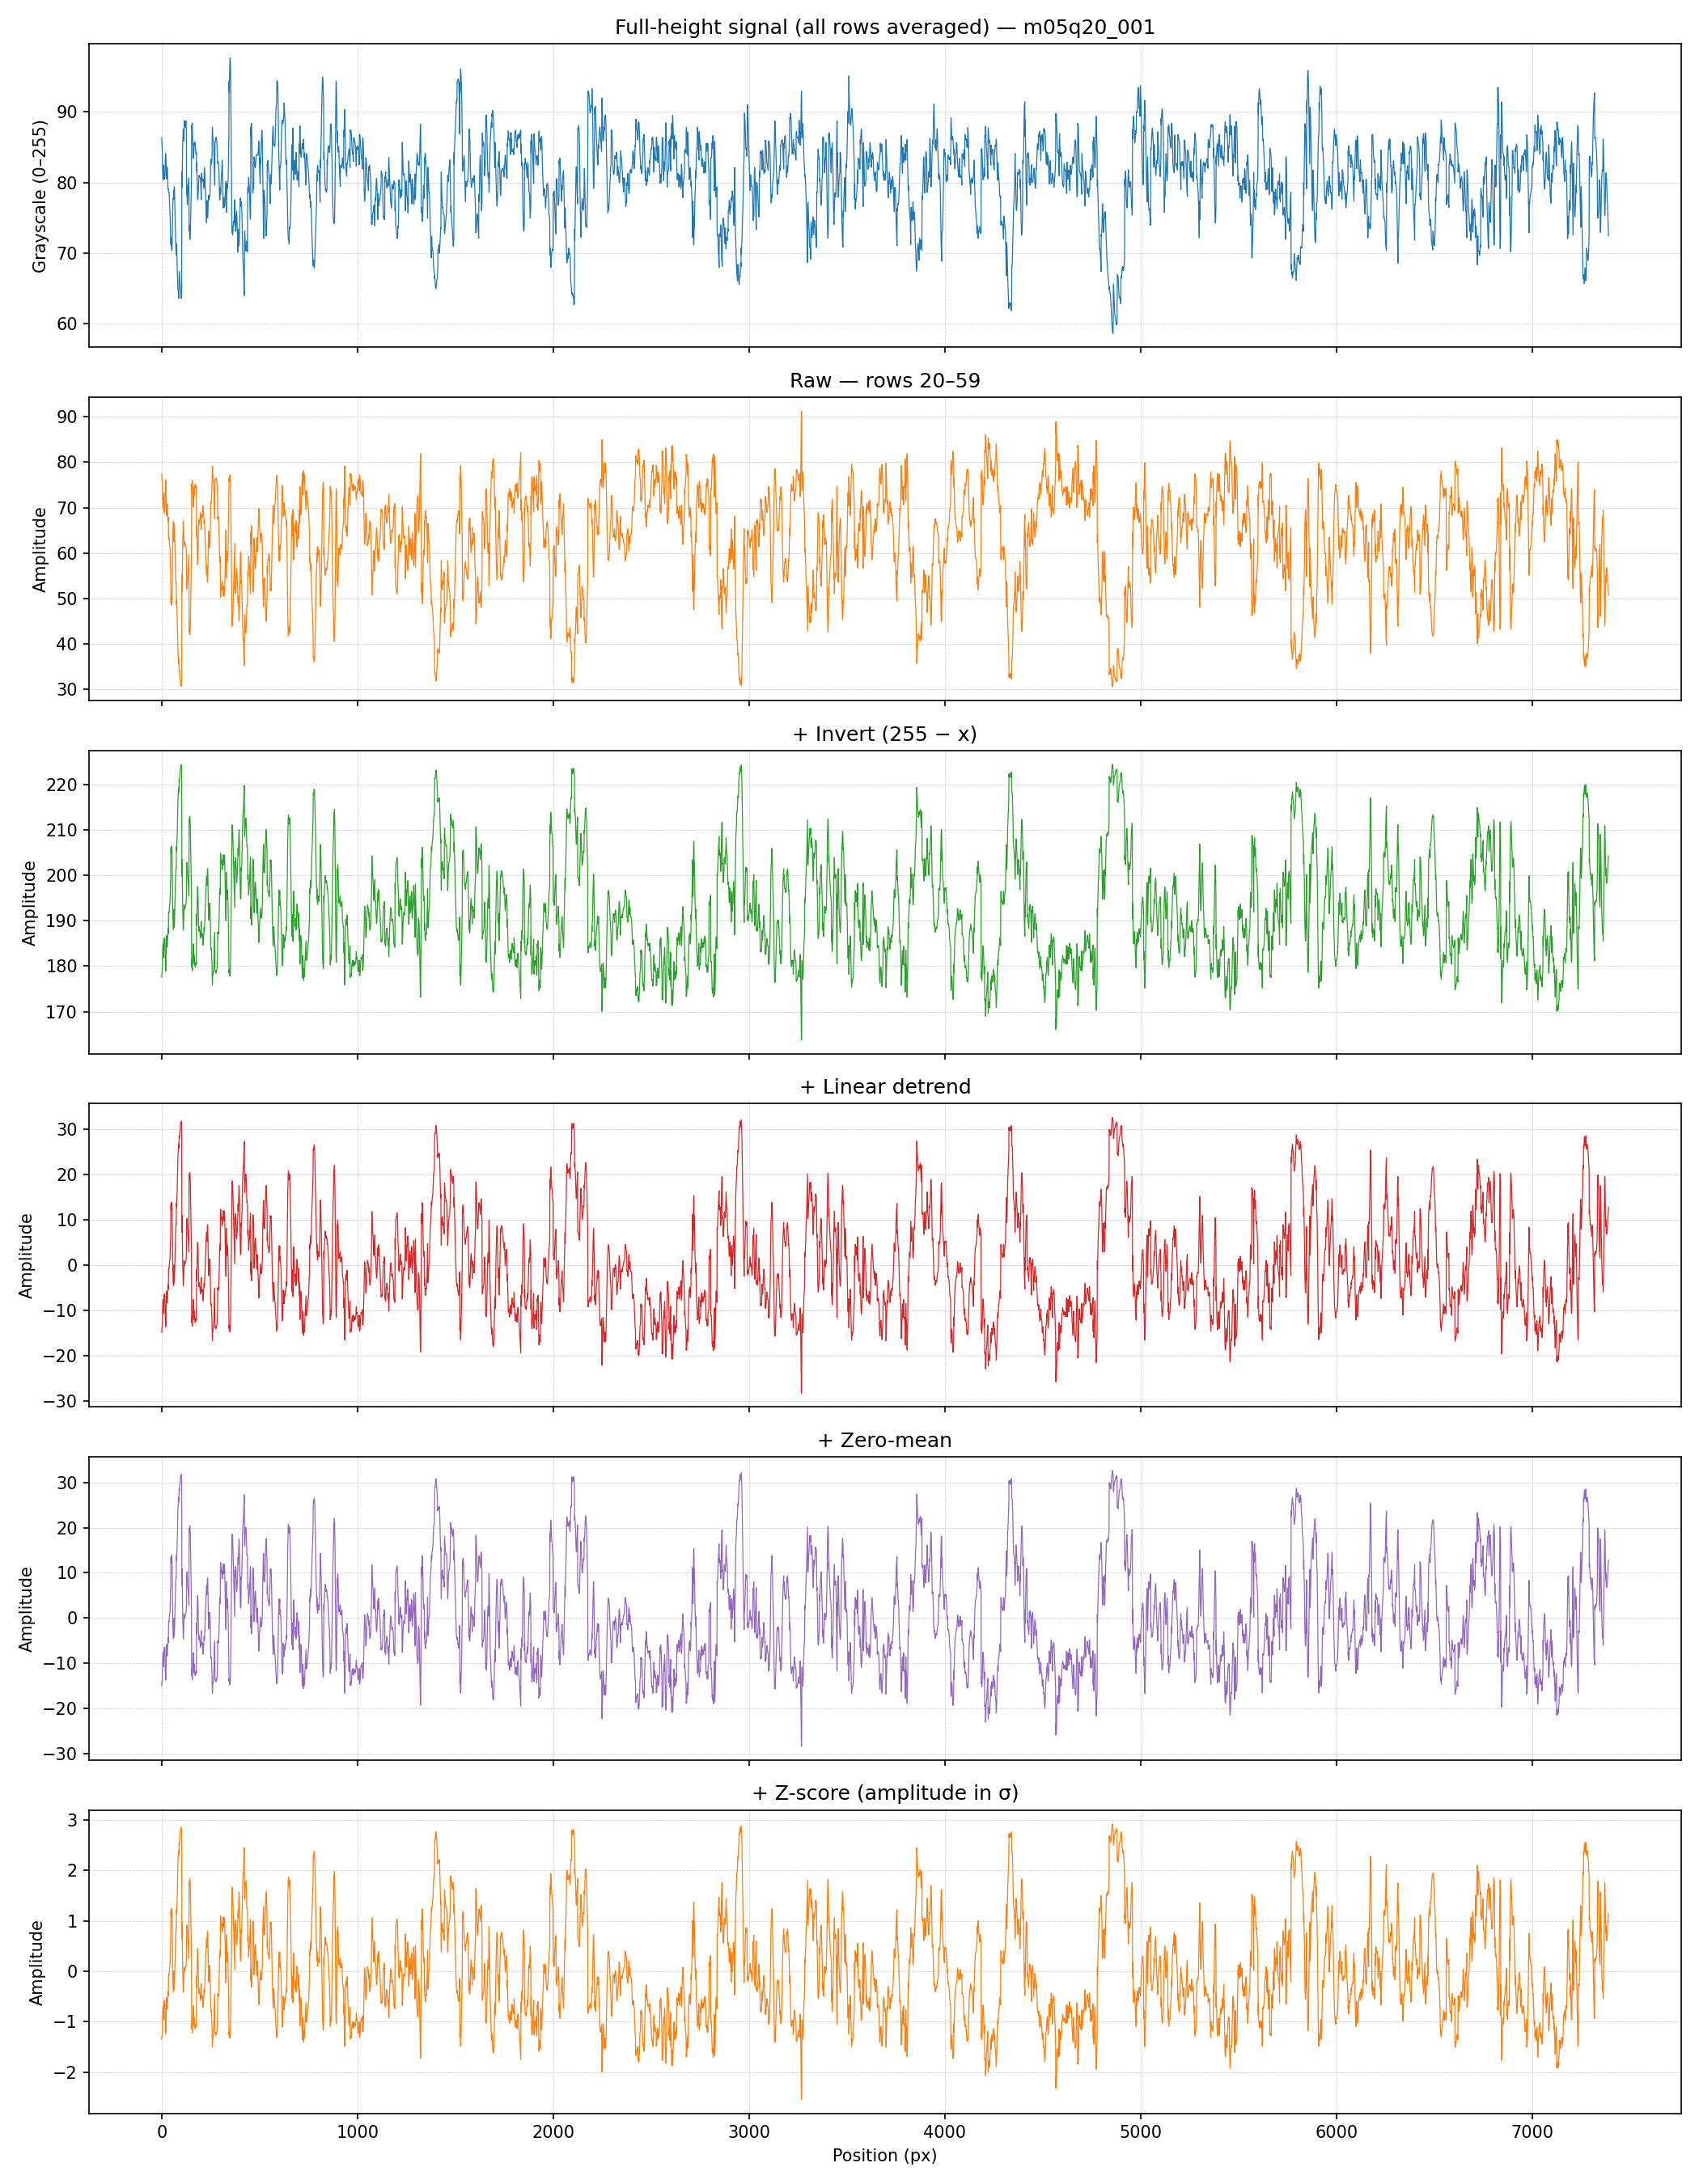 Full-height signal (all rows averaged) — m05q20_001
Grayscale (0–255)
90
80
70
60
Raw — rows 20–59
Amplitude
90
80
70
60
50
40
30
+ Invert (255 − x)
Amplitude
220
210
200
190
180
170
+ Linear detrend
Amplitude
30
20
10
0
−10
−20
−30
+ Zero-mean
Amplitude
30
20
10
0
−10
−20
−30
+ Z-score (amplitude in σ)
Amplitude
3
2
1
0
−1
−2
0 1000 2000 3000 4000 5000 6000 7000
Position (px)